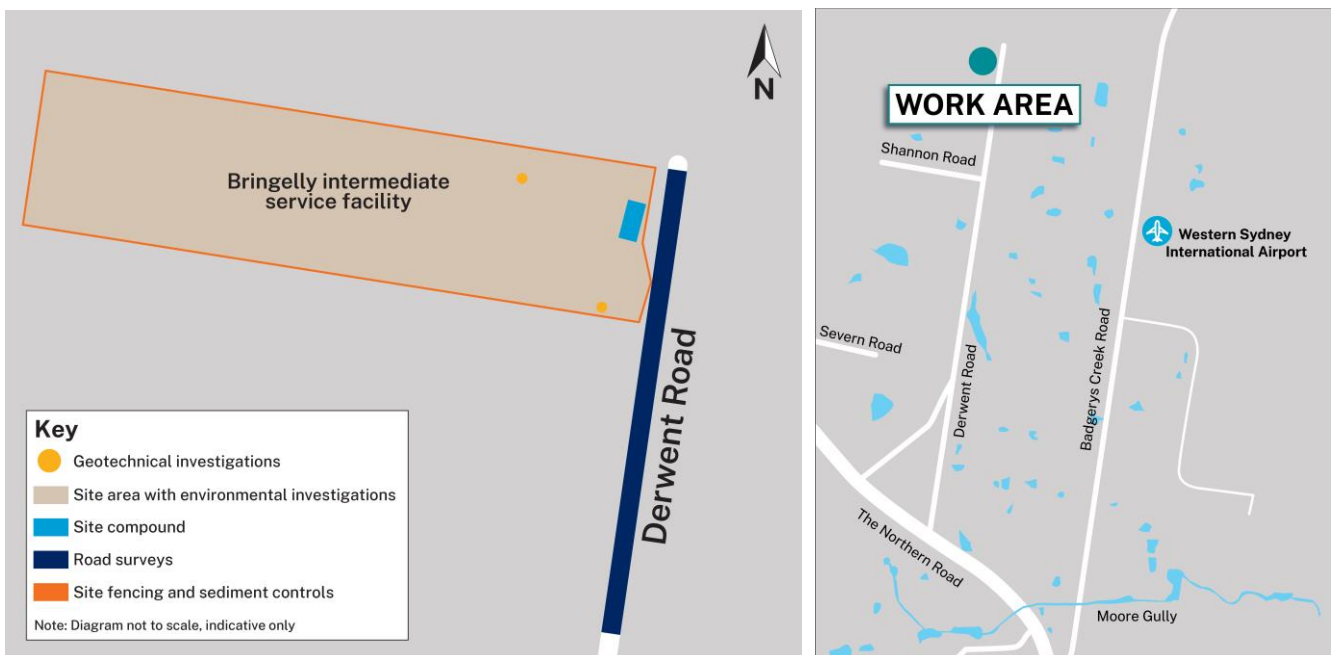 N
Bringelly intermediate
service facility
Derwent Road
Key
Geotechnical investigations
Site area with environmental investigations
Site compound
Road surveys
Site fencing and sediment controls
Note: Diagram not to scale, indicative only
WORK AREA
Shannon Road
Western Sydney
International Airport
Severn Road
Derwent Road
Badgerys Creek Road
The Northern Road
Moore Gully